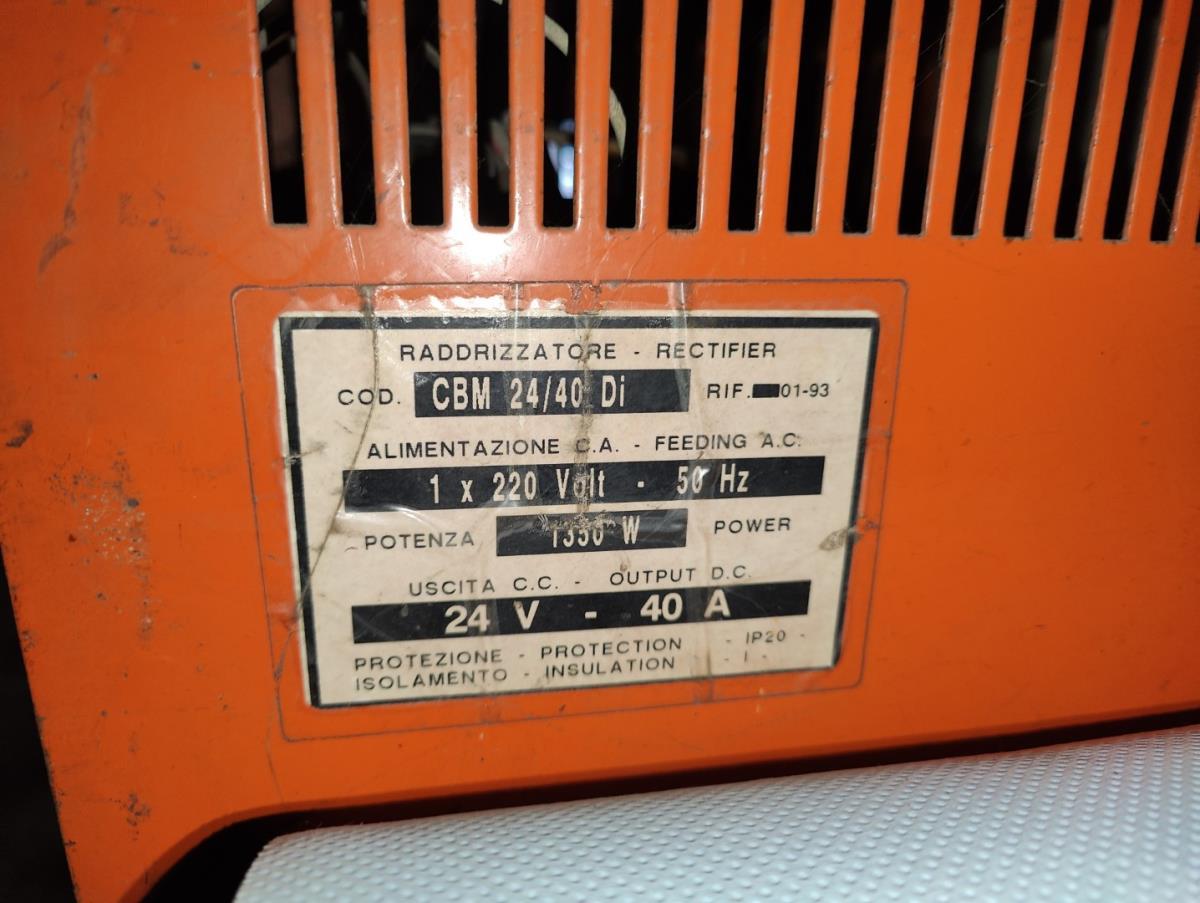 RADDRIZZATORE - RECTIFIER
COD. CBM 24/40 Di RIF. 01-93
ALIMENTAZIONE C.A. - FEEDING A.C.
1 x 220 Volt - 50 Hz
POTENZA 1350 W POWER
USCITA C.C. - OUTPUT D.C.
24 V - 40 A
PROTEZIONE - PROTECTION - IP20 -
ISOLAMENTO - INSULATION - I -